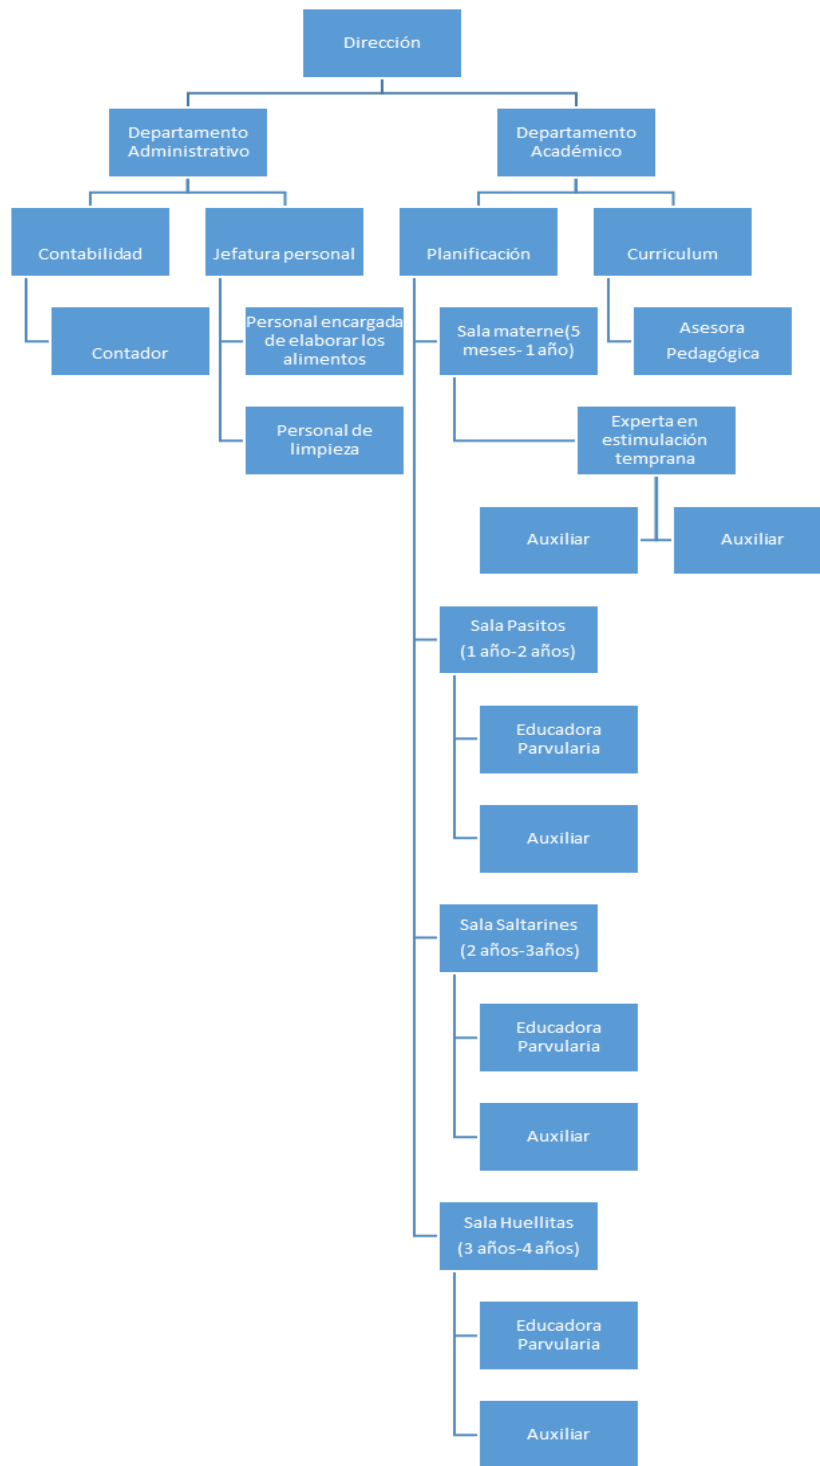 Dirección
Departamento
Administrativo
Departamento
Académico
Contabilidad
Jefatura personal
Planificación
Curriculum
Contador
Personal encargada
de elaborar los
alimentos
Sala materne(5
meses- 1 año)
Asesora
Pedagógica
Personal de
limpieza
Experta en
estimulación
temprana
Auxiliar
Auxiliar
Sala Pasitos
(1 año-2 años)
Educadora
Parvularia
Auxiliar
Sala Saltarines
(2 años-3años)
Educadora
Parvularia
Auxiliar
Sala Huellitas
(3 años-4 años)
Educadora
Parvularia
Auxiliar